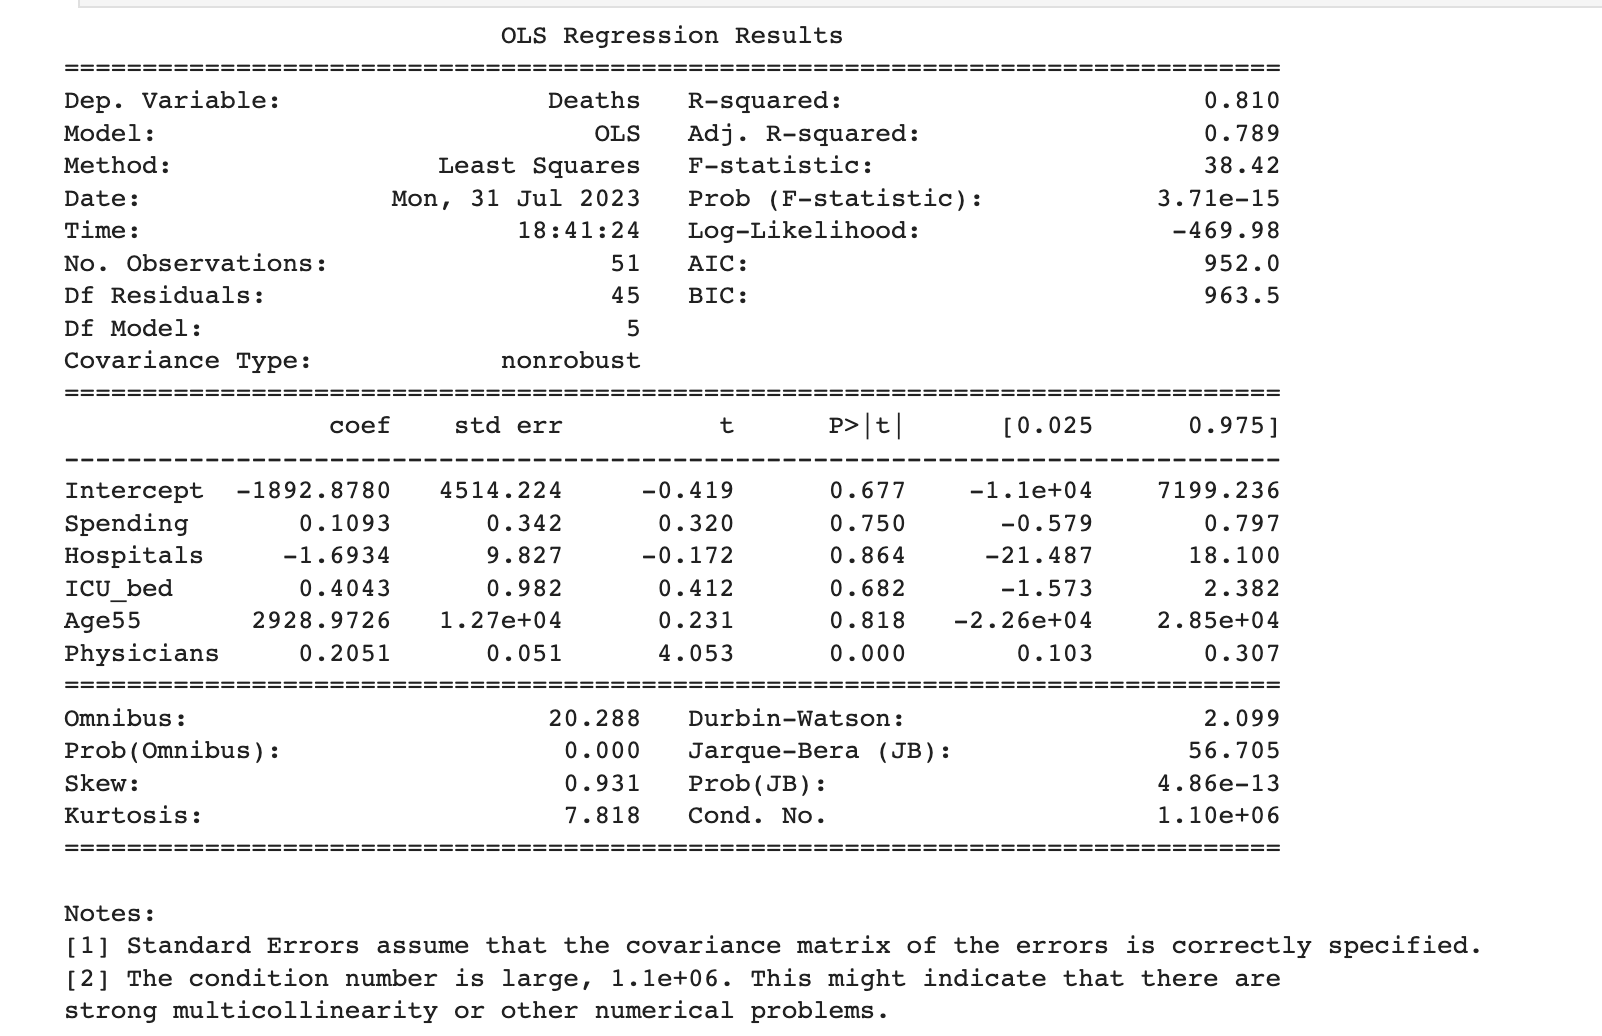 OLS Regression Results
==============================================================================
Dep. Variable:                 Deaths   R-squared:                       0.810
Model:                            OLS   Adj. R-squared:                  0.789
Method:                 Least Squares   F-statistic:                     38.42
Date:                Mon, 31 Jul 2023   Prob (F-statistic):           3.71e-15
Time:                        18:41:24   Log-Likelihood:                -469.98
No. Observations:                  51   AIC:                             952.0
Df Residuals:                      45   BIC:                             963.5
Df Model:                           5
Covariance Type:            nonrobust
==============================================================================
                 coef    std err          t      P>|t|      [0.025      0.975]
------------------------------------------------------------------------------
Intercept  -1892.8780   4514.224     -0.419      0.677    -1.1e+04    7199.236
Spending       0.1093      0.342      0.320      0.750      -0.579       0.797
Hospitals     -1.6934      9.827     -0.172      0.864     -21.487      18.100
ICU_bed        0.4043      0.982      0.412      0.682      -1.573       2.382
Age55       2928.9726   1.27e+04      0.231      0.818   -2.26e+04    2.85e+04
Physicians     0.2051      0.051      4.053      0.000       0.103       0.307
==============================================================================
Omnibus:                       20.288   Durbin-Watson:                   2.099
Prob(Omnibus):                  0.000   Jarque-Bera (JB):               56.705
Skew:                           0.931   Prob(JB):                     4.86e-13
Kurtosis:                       7.818   Cond. No.                     1.10e+06
==============================================================================
Notes:
[1] Standard Errors assume that the covariance matrix of the errors is correctly specified.
[2] The condition number is large, 1.1e+06. This might indicate that there are
strong multicollinearity or other numerical problems.